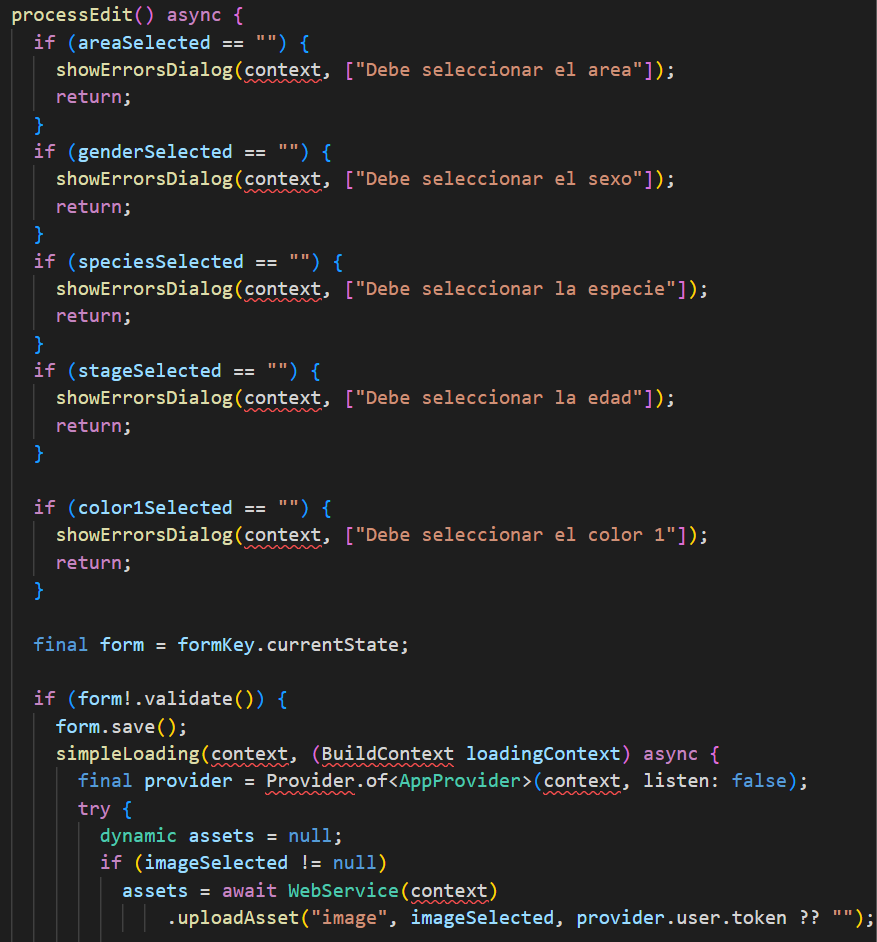 processEdit() async {
  if (areaSelected == "") {
    showErrorsDialog(context, ["Debe seleccionar el area"]);
    return;
  }
  if (genderSelected == "") {
    showErrorsDialog(context, ["Debe seleccionar el sexo"]);
    return;
  }
  if (speciesSelected == "") {
    showErrorsDialog(context, ["Debe seleccionar la especie"]);
    return;
  }
  if (stageSelected == "") {
    showErrorsDialog(context, ["Debe seleccionar la edad"]);
    return;
  }

  if (color1Selected == "") {
    showErrorsDialog(context, ["Debe seleccionar el color 1"]);
    return;
  }

  final form = formKey.currentState;

  if (form!.validate()) {
    form.save();
    simpleLoading(context, (BuildContext loadingContext) async {
      final provider = Provider.of<AppProvider>(context, listen: false);
      try {
        dynamic assets = null;
        if (imageSelected != null)
          assets = await WebService(context)
              .uploadAsset("image", imageSelected, provider.user.token ?? "");